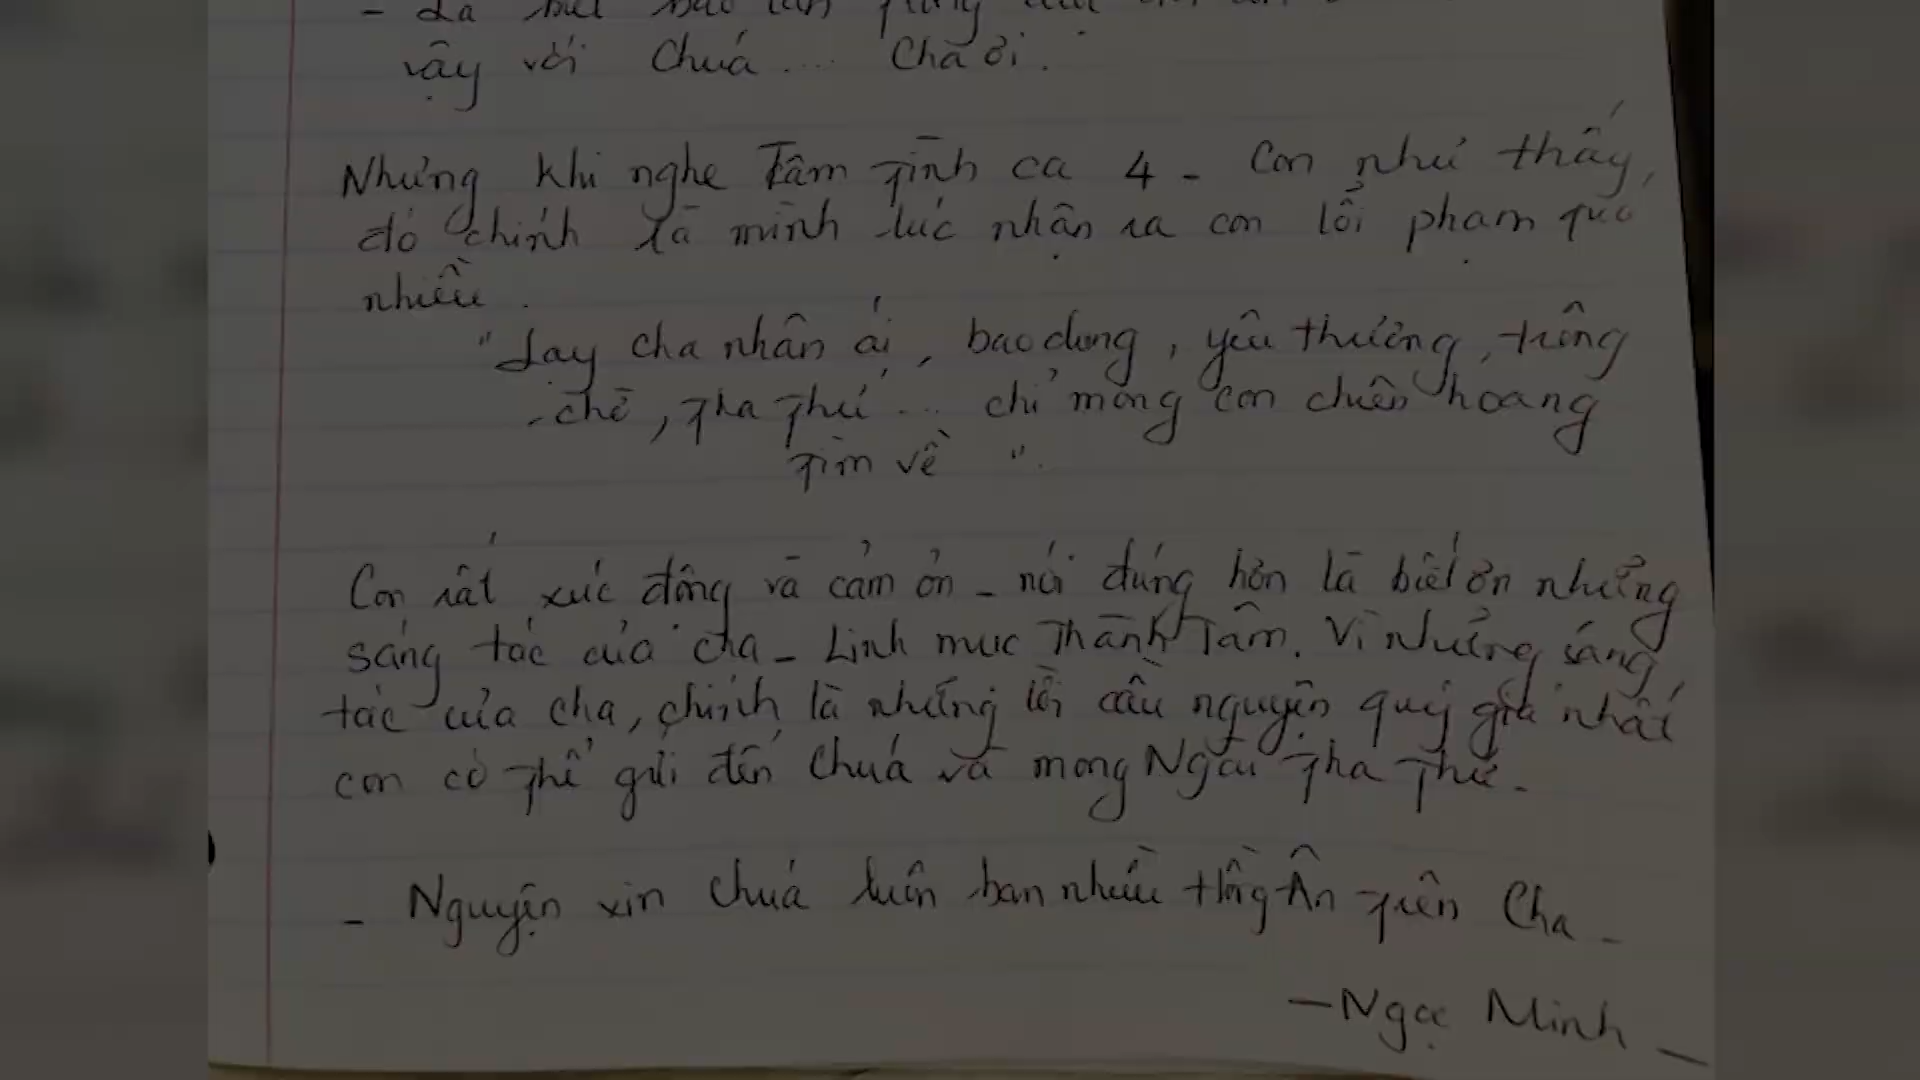 - Là
vậy với Chúa .... Cha ơi.
Nhưng khi nghe Tâm Tình ca 4 - Con như thấy,
đó chính là mình lúc nhận ra con lỗi phạm quá
nhiều.
"Lạy cha nhân ái, bao dung, yêu thương, trông
chờ, Tha Thứ ... chỉ mong con chiên hoang
Tìm về".
Con rất xúc động và cảm ơn - nói đúng hơn là biết ơn những
sáng tác của cha - Linh mục Thành Tâm. Vì những sáng
tác của cha, chính là những lời cầu nguyện quý giá nhất
con có Thể gửi đến Chúa và mong Ngài Tha Thứ.
- Nguyện xin Chúa luôn ban nhiều Hồng Ân Trên Cha -
- Ngọc Minh -